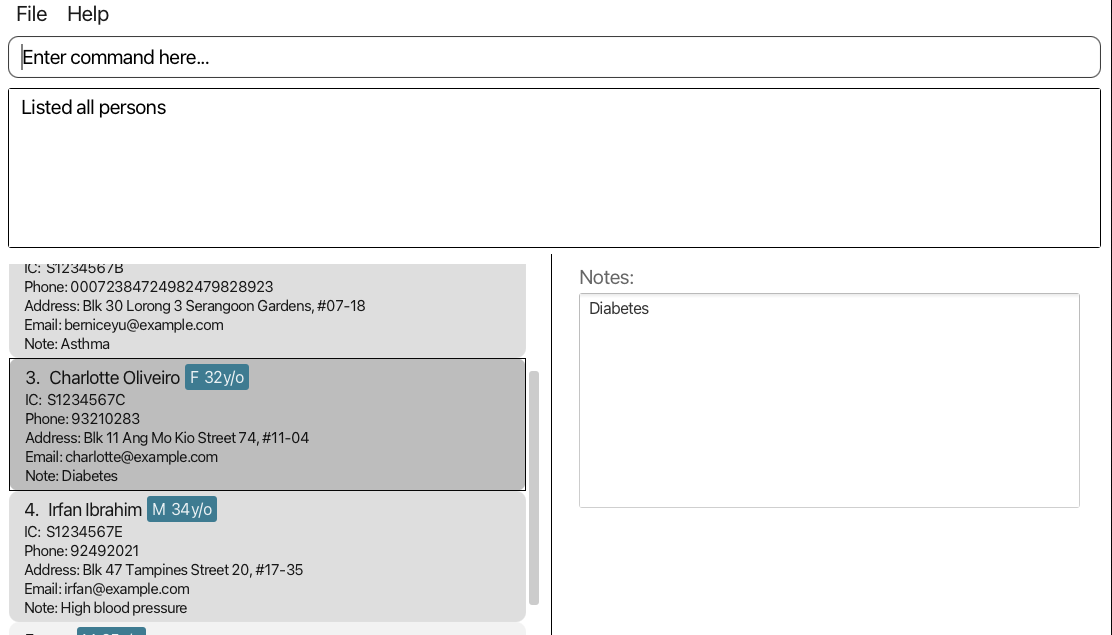 File Help
Enter command here...
Listed all persons
IC: S1234567B
Phone: 00072384724982479828923
Address: Blk 30 Lorong 3 Serangoon Gardens, #07-18
Email: berniceyu@example.com
Note: Asthma
3. Charlotte Oliveiro F 32y/o
IC: S1234567C
Phone: 93210283
Address: Blk 11 Ang Mo Kio Street 74, #11-04
Email: charlotte@example.com
Note: Diabetes
4. Irfan Ibrahim M 34y/o
IC: S1234567E
Phone: 92492021
Address: Blk 47 Tampines Street 20, #17-35
Email: irfan@example.com
Note: High blood pressure
Notes:
Diabetes